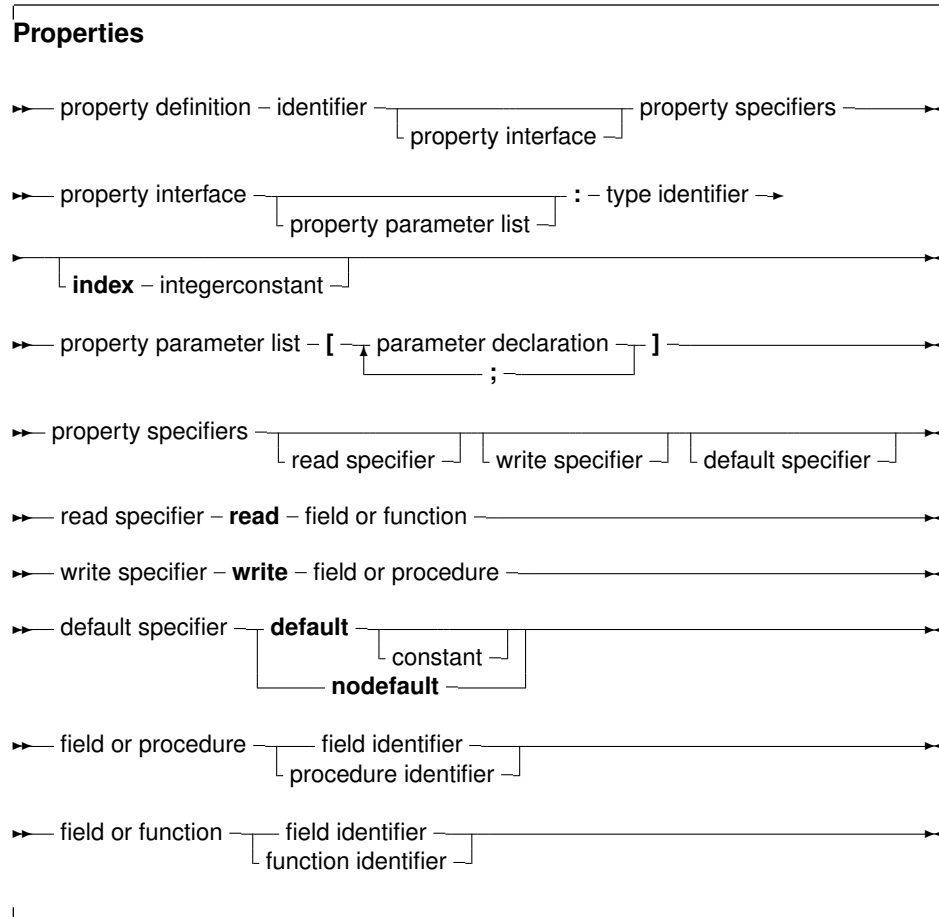 Properties
property definition identifier property specifiers
property interface
property interface : type identifier
property parameter list
index integerconstant
property parameter list [ parameter declaration ]
;
property specifiers
read specifier write specifier default specifier
read specifier read field or function
write specifier write field or procedure
default specifier default
constant
nodefault
field or procedure field identifier
procedure identifier
field or function field identifier
function identifier